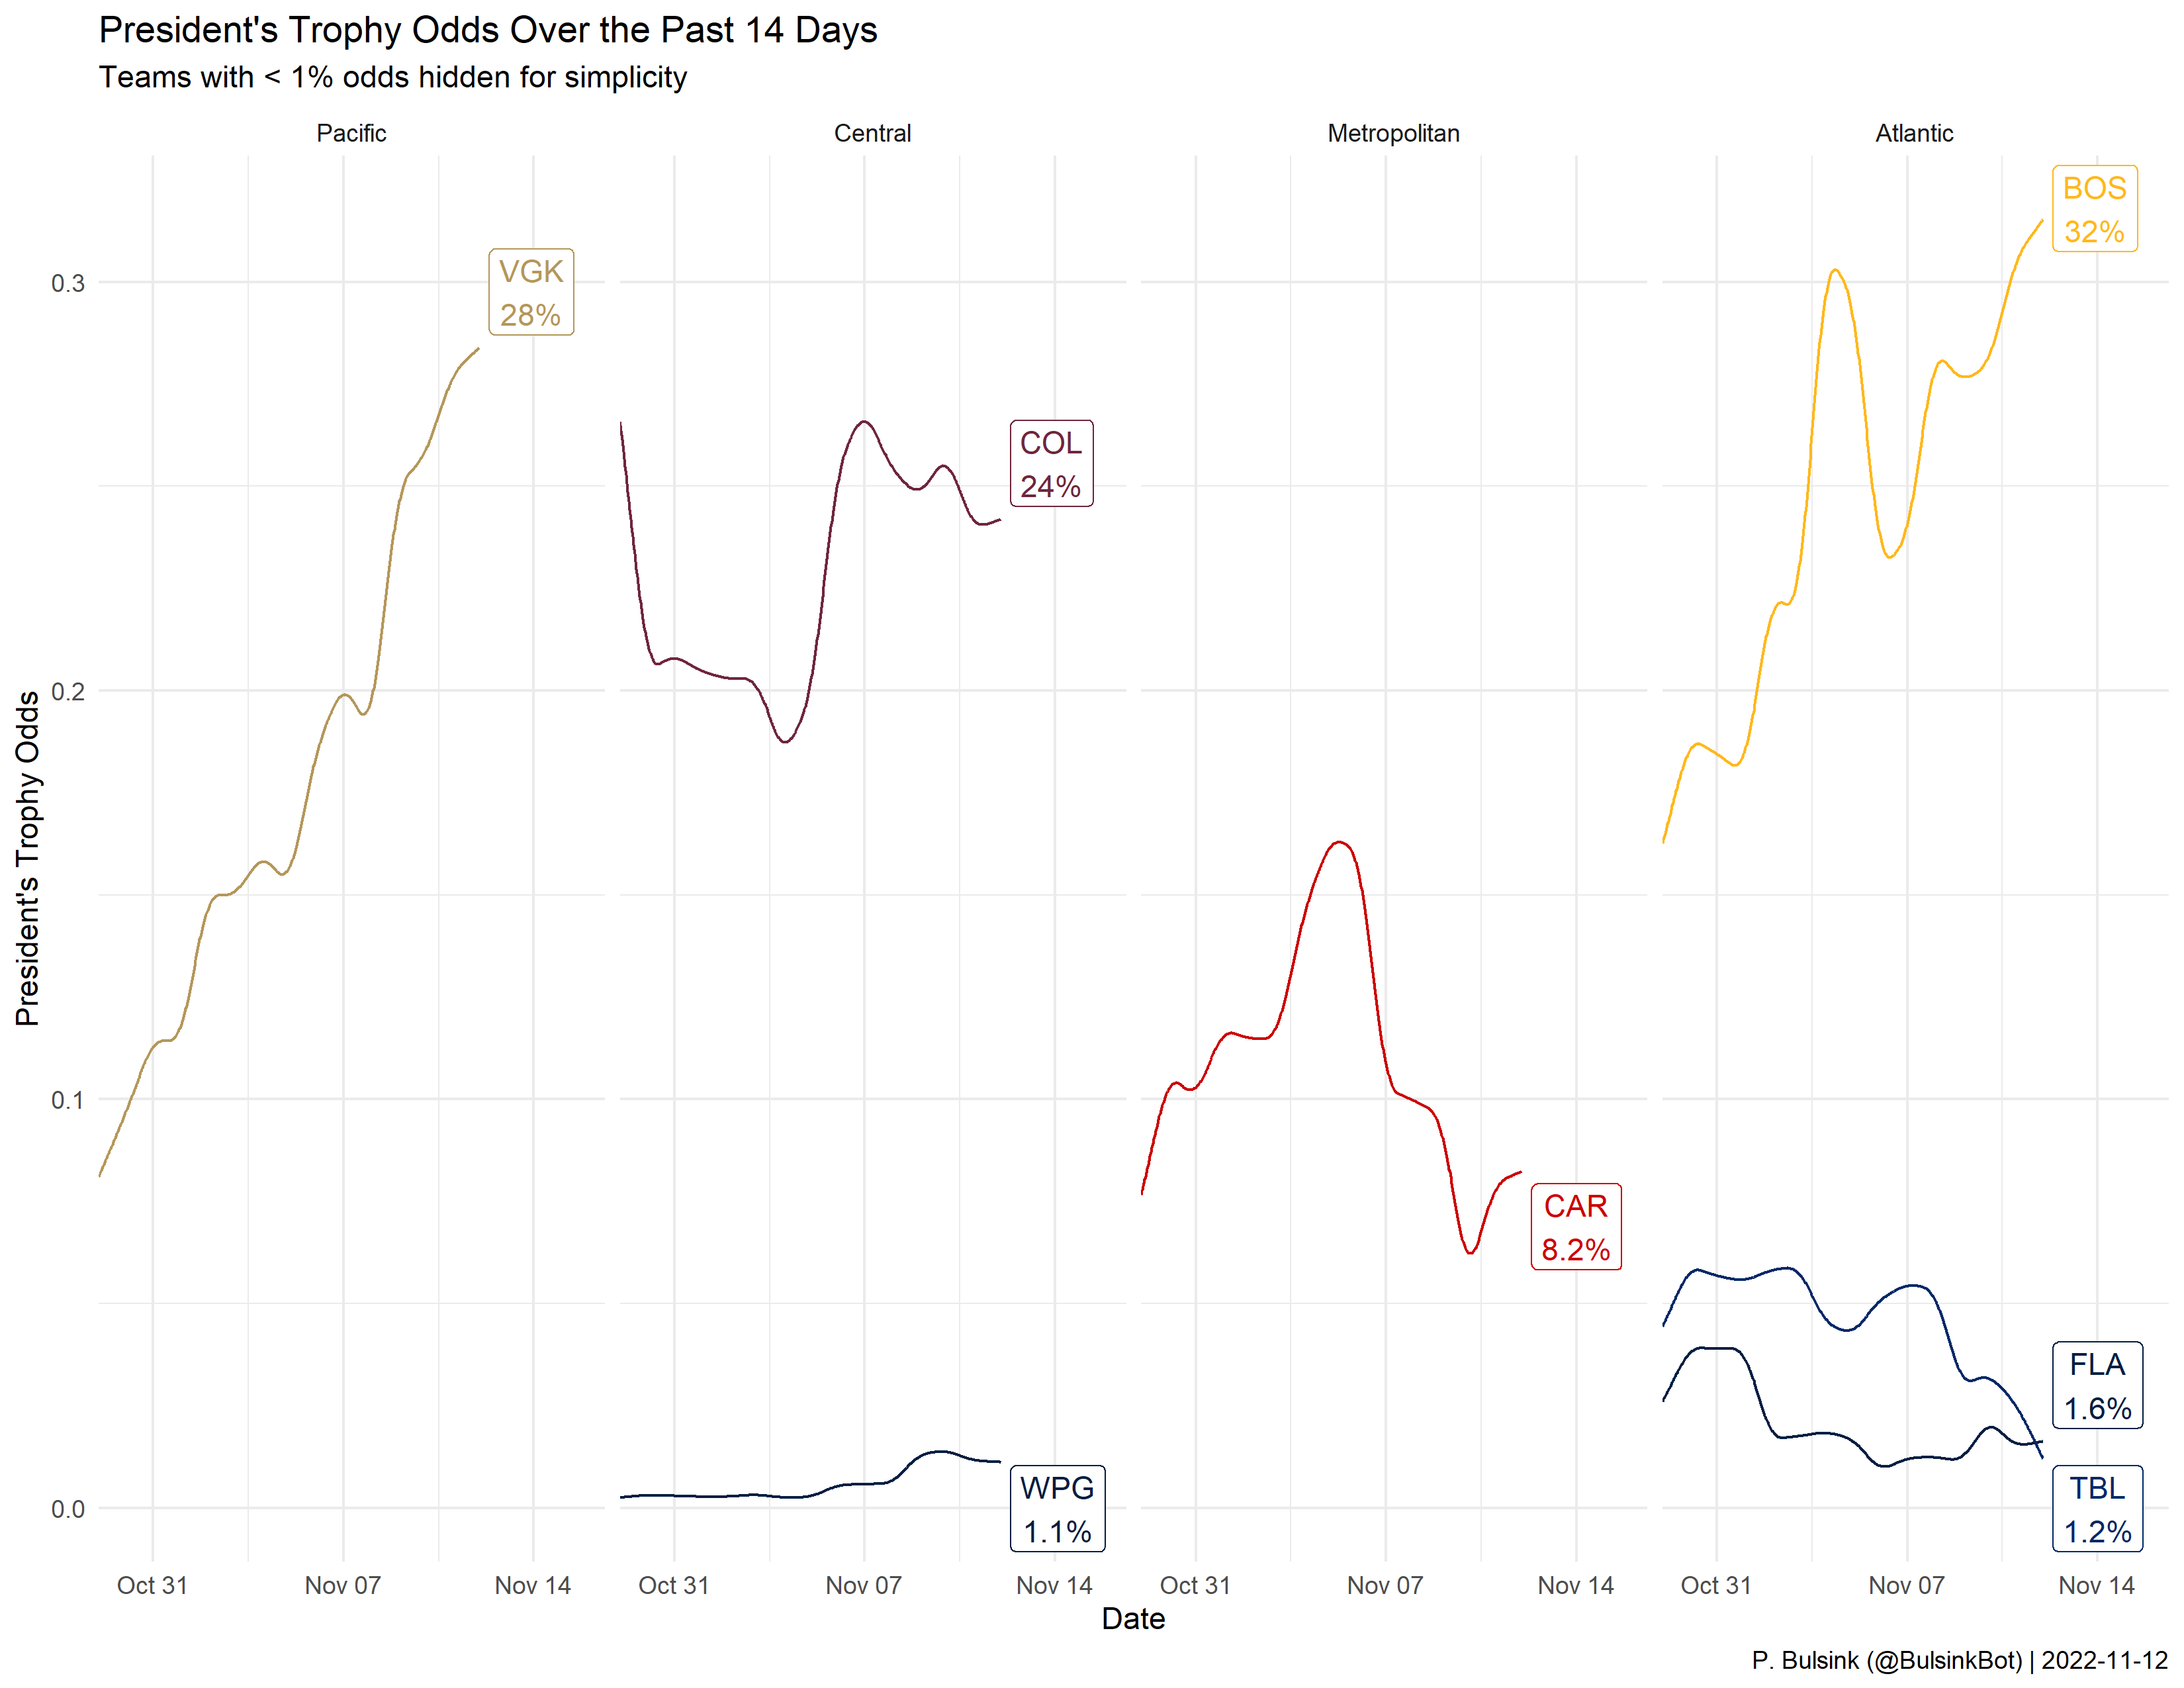 President's Trophy Odds Over the Past 14 Days
Teams with < 1% odds hidden for simplicity
Pacific
Central
Metropolitan
Atlantic
President's Trophy Odds
0.3
0.2
0.1
0.0
VGK
28%
COL
24%
WPG
1.1%
CAR
8.2%
BOS
32%
FLA
1.6%
TBL
1.2%
Oct 31 Nov 07 Nov 14
Oct 31 Nov 07 Nov 14
Oct 31 Nov 07 Nov 14
Oct 31 Nov 07 Nov 14
Date
P. Bulsink (@BulsinkBot) | 2022-11-12